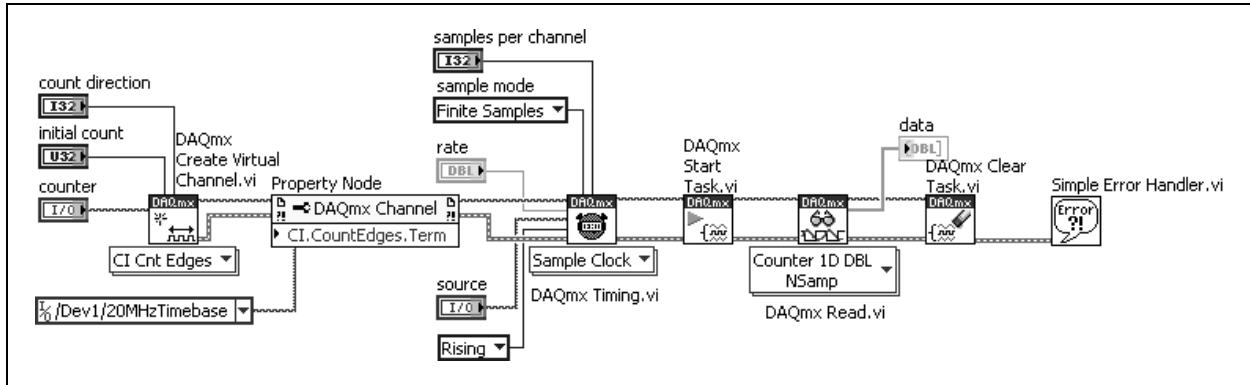 samples per channel
I32
sample mode
Finite Samples
count direction
I32
initial count
U32
counter
I/O
DAQmx
Create Virtual
Channel.vi
DAQmx
CI Cnt Edges
Property Node
?!
DAQmx Channel
?!
CI.CountEdges.Term
I/O
/Dev1/20MHzTimebase
rate
DBL
source
I/O
Rising
DAQmx
Sample Clock
DAQmx Timing.vi
DAQmx
Start
Task.vi
DAQmx
DAQmx
Counter 1D DBL
NSamp
DAQmx Read.vi
data
DBL]
DAQmx Clear
Task.vi
DAQmx
Simple Error Handler.vi
Error
?!